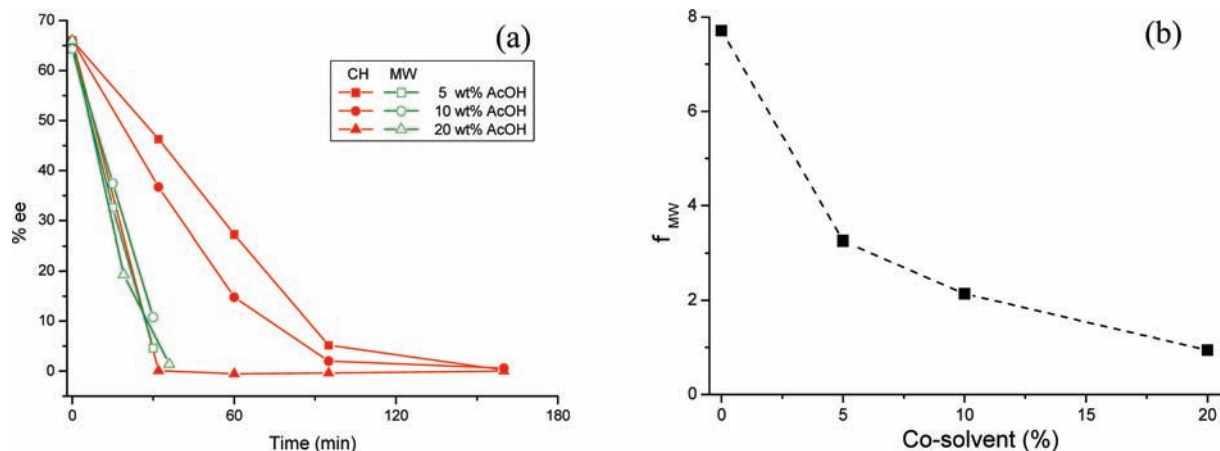 (a)
CH MW
5 wt% AcOH
10 wt% AcOH
20 wt% AcOH
70
60
50
40
30
20
10
0
% ee
0 60 120 180
Time (min)
(b)
8
6
4
2
0
f MW
0 5 10 15 20
Co-solvent (%)